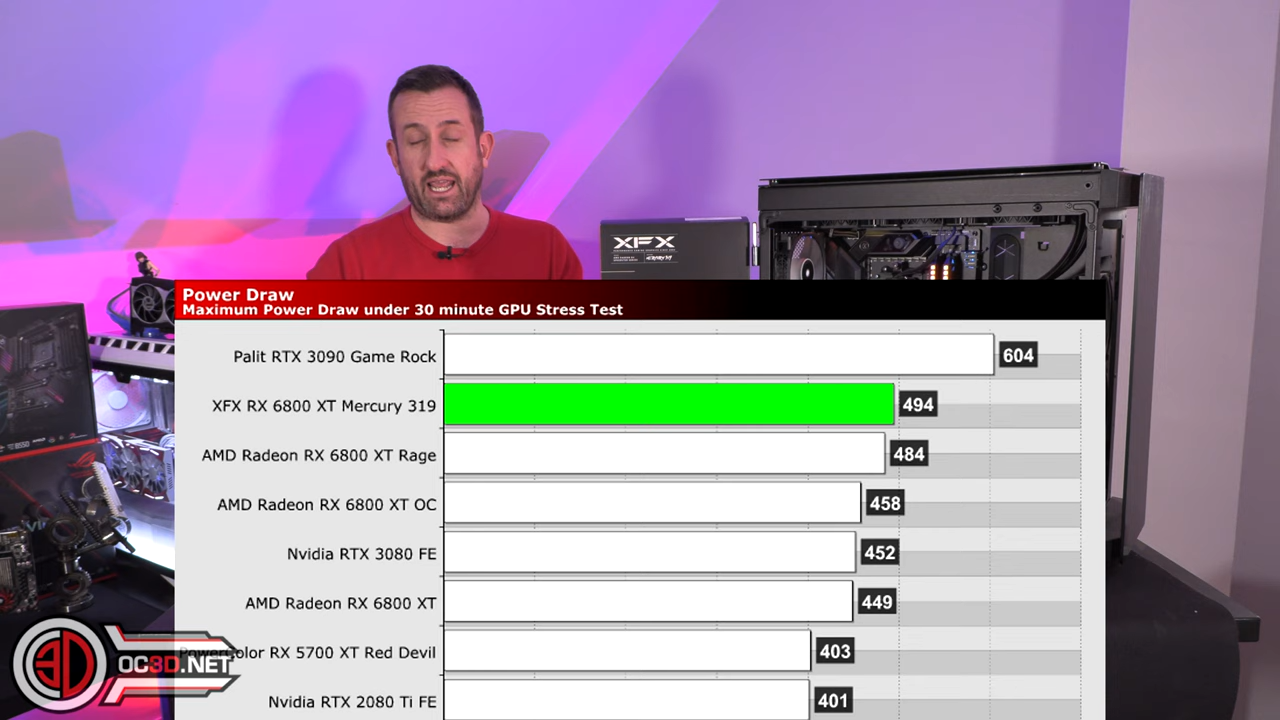 XFX
Power Draw
Maximum Power Draw under 30 minute GPU Stress Test
Palit RTX 3090 Game Rock 604
XFX RX 6800 XT Mercury 319 494
AMD Radeon RX 6800 XT Rage 484
AMD Radeon RX 6800 XT OC 458
Nvidia RTX 3080 FE 452
AMD Radeon RX 6800 XT 449
PowerColor RX 5700 XT Red Devil 403
Nvidia RTX 2080 Ti FE 401
OC3D.NET